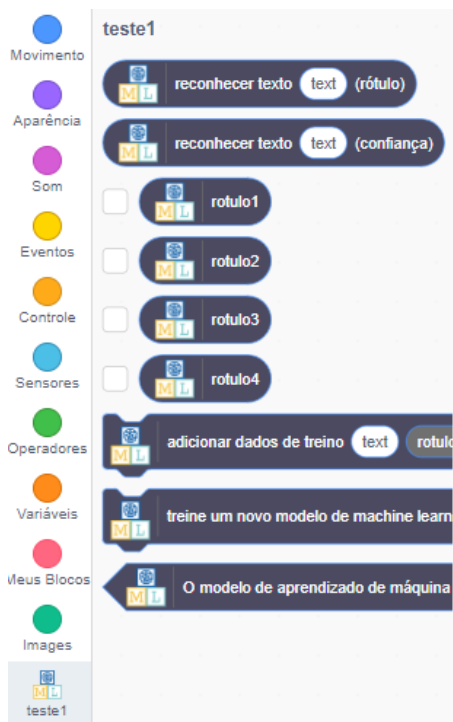 teste1
Movimento
Aparência
Som
Eventos
Controle
Sensores
Operadores
Variáveis
Meus Blocos
Images
teste1
reconhecer texto text (rótulo)
reconhecer texto text (confiança)
rotulo1
rotulo2
rotulo3
rotulo4
adicionar dados de treino text rotulo
treine um novo modelo de machine learn
O modelo de aprendizado de máquina
M L
M L
M L
M L
M L
M L
M L
M L
M L
M L